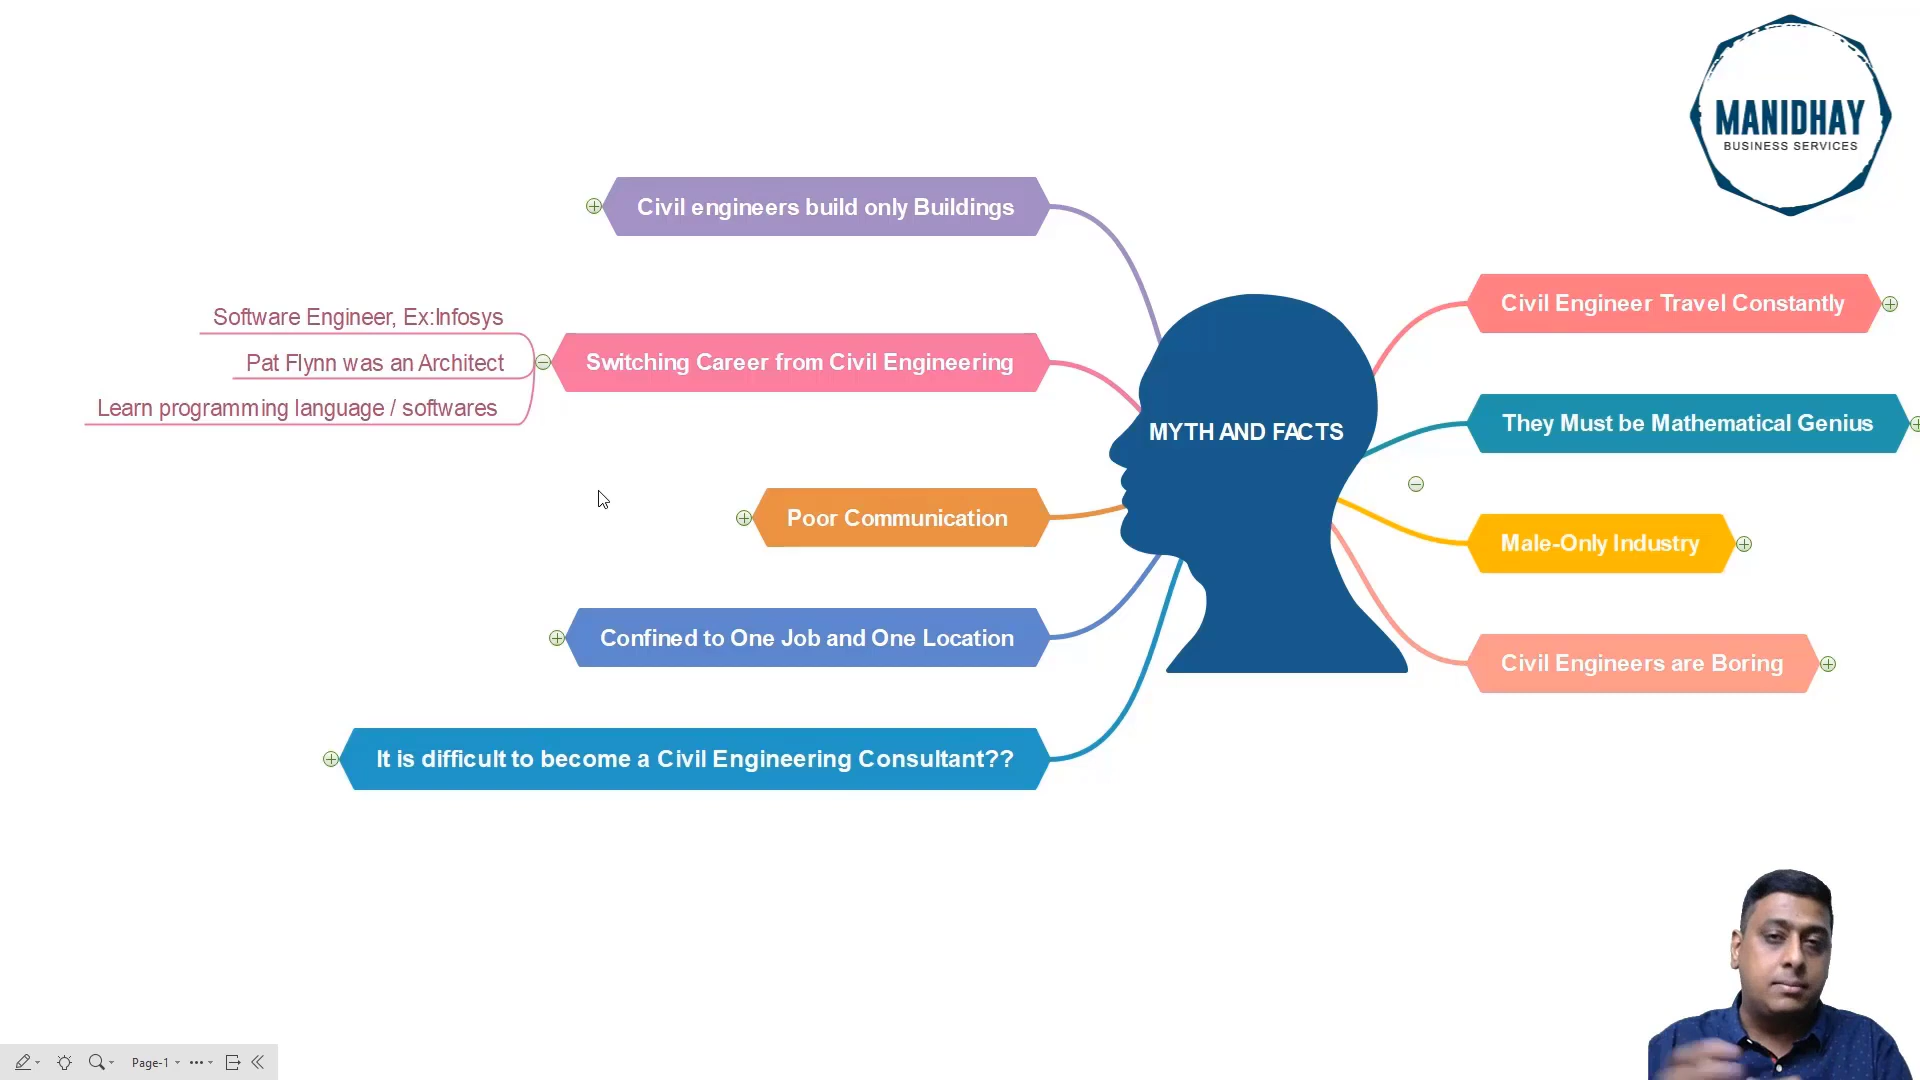 MANIDHAY
BUSINESS SERVICES
Civil engineers build only Buildings
Software Engineer, Ex:Infosys
Pat Flynn was an Architect
Learn programming language / softwares
Switching Career from Civil Engineering
Poor Communication
Confined to One Job and One Location
It is difficult to become a Civil Engineering Consultant??
MYTH AND FACTS
Civil Engineer Travel Constantly
They Must be Mathematical Genius
Male-Only Industry
Civil Engineers are Boring
Page-1